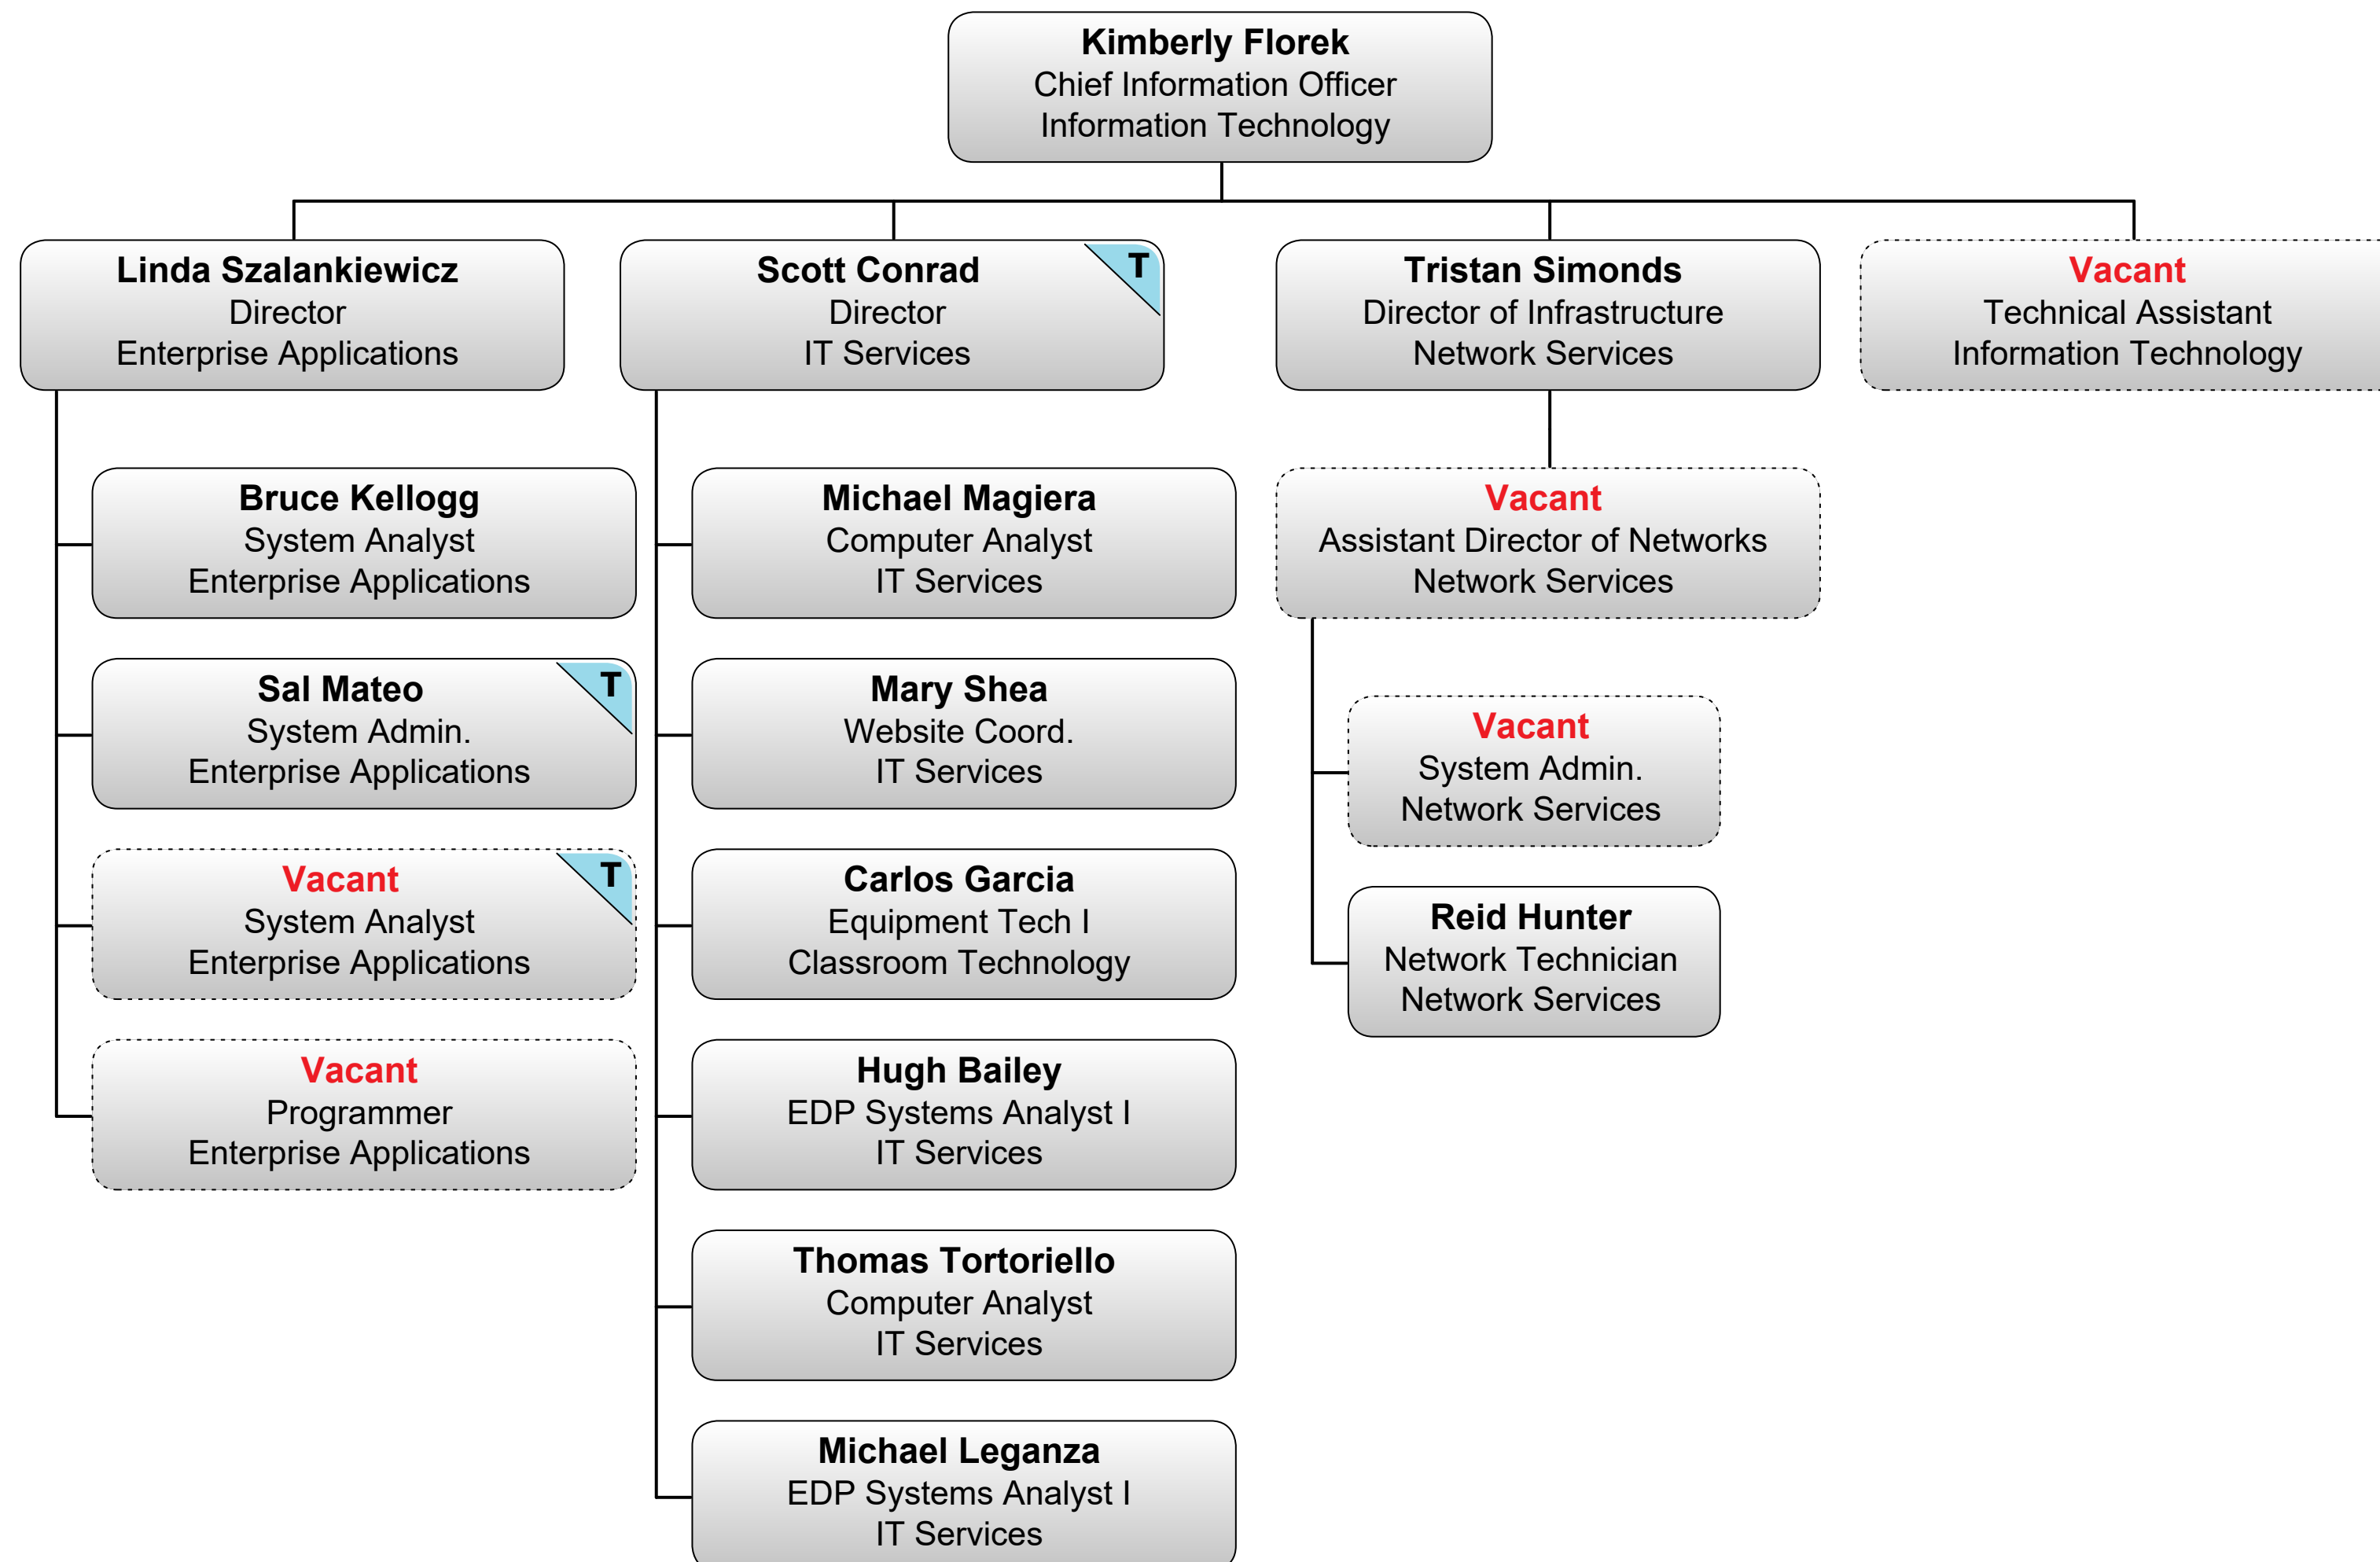 Kimberly Florek
Chief Information Officer
Information Technology
Linda Szalankiewicz
Director
Enterprise Applications
Scott Conrad
Director
IT Services
T
Tristan Simonds
Director of Infrastructure
Network Services
Vacant
Technical Assistant
Information Technology
Bruce Kellogg
System Analyst
Enterprise Applications
Sal Mateo
System Admin.
Enterprise Applications
T
Vacant
System Analyst
Enterprise Applications
T
Vacant
Programmer
Enterprise Applications
Michael Magiera
Computer Analyst
IT Services
Mary Shea
Website Coord.
IT Services
Carlos Garcia
Equipment Tech I
Classroom Technology
Hugh Bailey
EDP Systems Analyst I
IT Services
Thomas Tortoriello
Computer Analyst
IT Services
Michael Leganza
EDP Systems Analyst I
IT Services
Vacant
Assistant Director of Networks
Network Services
Vacant
System Admin.
Network Services
Reid Hunter
Network Technician
Network Services